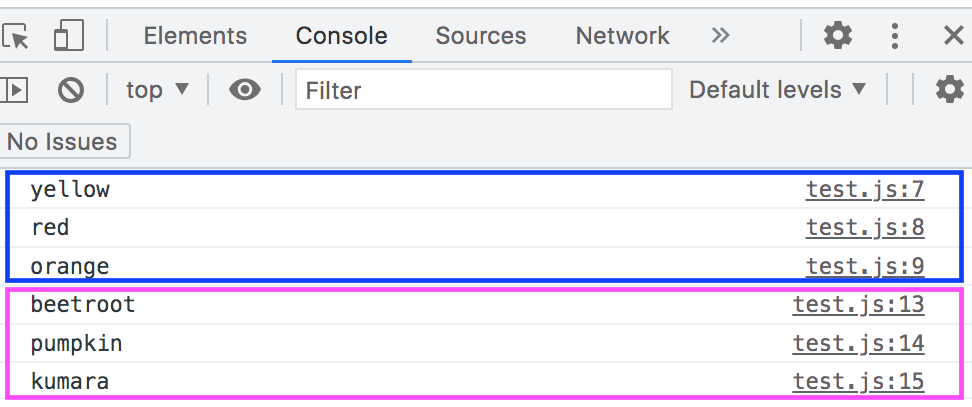 Elements Console Sources Network
top ▼ Filter Default levels ▼
No Issues
yellow test.js:7
red test.js:8
orange test.js:9
beetroot test.js:13
pumpkin test.js:14
kumara test.js:15